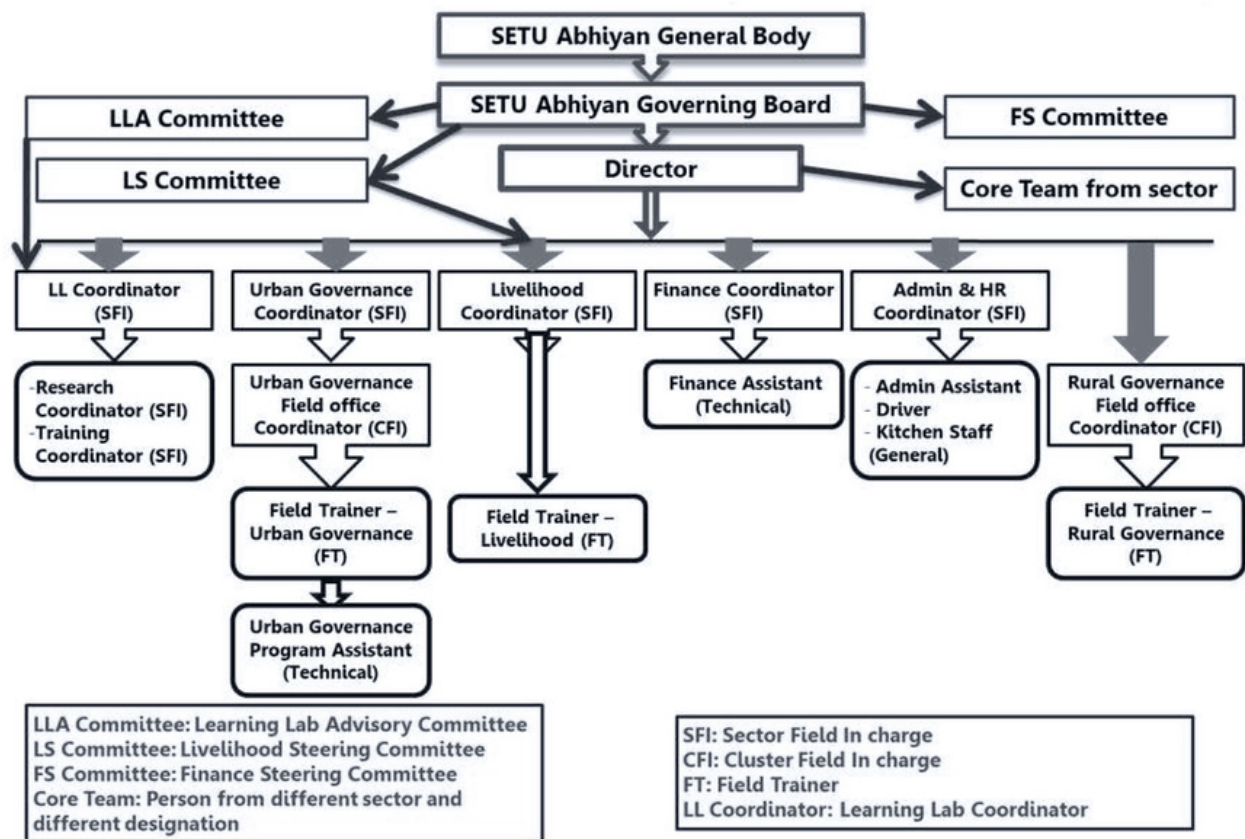 SETU Abhiyan General Body
SETU Abhiyan Governing Board
LLA Committee
FS Committee
LS Committee
Director
Core Team from sector
LL Coordinator
(SFI)
Urban Governance
Coordinator (SFI)
Livelihood
Coordinator (SFI)
Finance Coordinator
(SFI)
Admin & HR
Coordinator (SFI)
-Research
Coordinator (SFI)
-Training
Coordinator (SFI)
Urban Governance
Field office
Coordinator (CFI)
Finance Assistant
(Technical)
- Admin Assistant
- Driver
- Kitchen Staff
(General)
Rural Governance
Field office
Coordinator (CFI)
Field Trainer –
Urban Governance
(FT)
Field Trainer –
Livelihood (FT)
Field Trainer –
Rural Governance
(FT)
Urban Governance
Program Assistant
(Technical)
LLA Committee: Learning Lab Advisory Committee
LS Committee: Livelihood Steering Committee
FS Committee: Finance Steering Committee
Core Team: Person from different sector and
different designation
SFI: Sector Field In charge
CFI: Cluster Field In charge
FT: Field Trainer
LL Coordinator: Learning Lab Coordinator